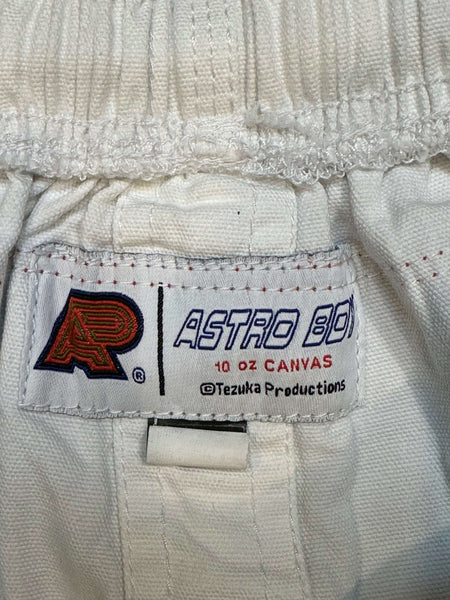 AP®
ASTRO BOY
10 OZ CANVAS
©Tezuka Productions